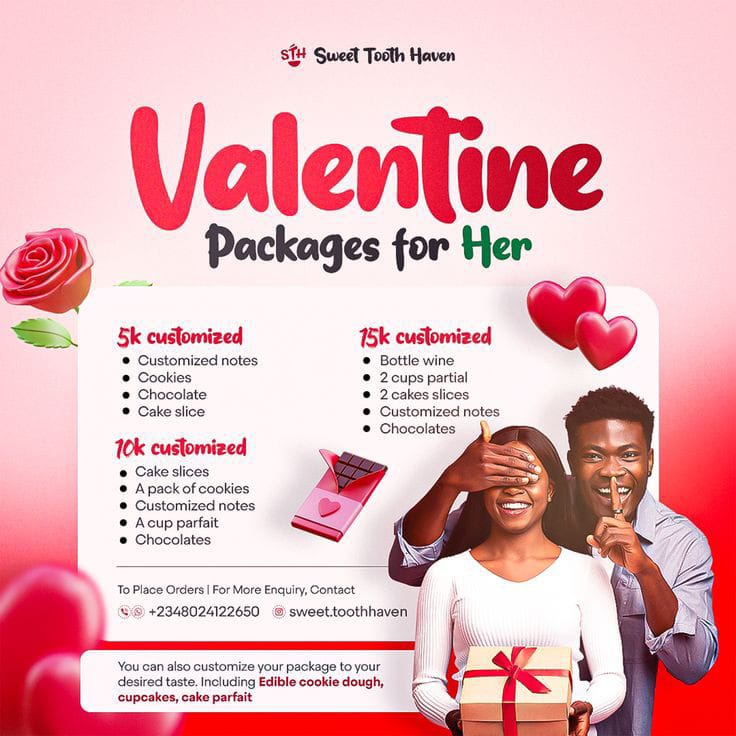 STH Sweet Tooth Haven
Valentine
Packages for Her
5k customized
• Customized notes
• Cookies
• Chocolate
• Cake slice
10k customized
• Cake slices
• A pack of cookies
• Customized notes
• A cup parfait
• Chocolates
15k customized
• Bottle wine
• 2 cups partial
• 2 cakes slices
• Customized notes
• Chocolates
To Place Orders | For More Enquiry, Contact
+2348024122650 sweet.toothhaven
You can also customize your package to your
desired taste. Including Edible cookie dough,
cupcakes, cake parfait